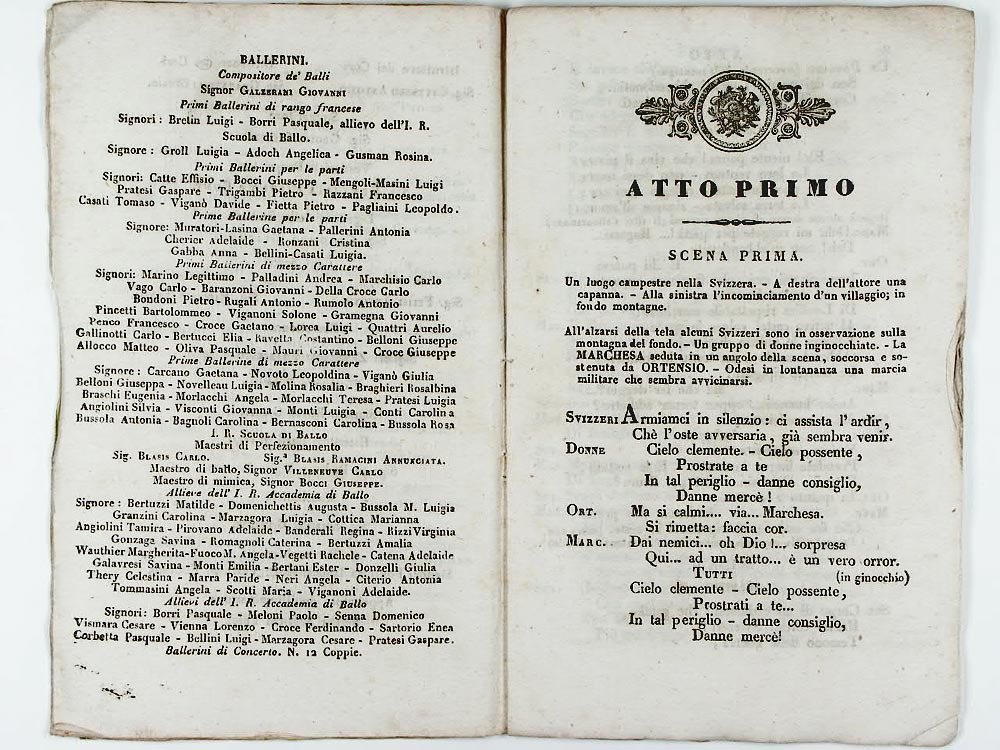 BALLERINI.
Compositore de' Balli
Signor GALZERANI GIOVANNI
Primi Ballerini di rango francese
Signori: Bretin Luigi - Borri Pasquale, allievo dell'I. R.
Scuola di Ballo.
Signore: Groll Luigia - Adoch Angelica - Gusman Rosina.
Primi Ballerini per le parti
Signori: Catte Effisio - Bocci Giuseppe - Mengoli-Masini Luigi
Pratesi Gaspare - Trigambi Pietro - Razzani Francesco
Casati Tomaso - Viganò Davide - Fietta Pietro - Pagliaini Leopoldo.
Prime Ballerine per le parti
Signore: Muratori-Lasina Gaetana - Pallerini Antonia
Cherier Adelaide - Ronzani Cristina
Gabba Anna - Bellini-Casati Luigia.
Primi Ballerini di mezzo Carattere
Signori: Marino Legittimo - Palladini Andrea - Marchisio Carlo
Vago Carlo - Baranzoni Giovanni - Della Croce Carlo
Bondoni Pietro - Rugali Antonio - Rumolo Antonio
Pincetti Bartolommeo - Viganoni Solone - Gramegna Giovanni
Penco Francesco - Croce Gaetano - Lorea Luigi - Quattri Aurelio
Gallinotti Carlo - Bertucci Elia - Ravetta Costantino - Belloni Giuseppe
Allocco Matteo - Oliva Pasquale - Mauri Giovanni - Croce Giuseppe
Prime Ballerine di mezzo Carattere
Signore: Carcano Gaetana - Novoto Leopoldina - Viganò Giulia
Belloni Giuseppa - Novelleau Luigia - Molina Rosalia - Braghieri Rosalbina
Braschi Eugenia - Morlacchi Angela - Morlacchi Teresa - Pratesi Luigia
Angiolini Silvia - Visconti Giovanna - Monti Luigia - Conti Carolina
Bussola Antonia - Bagnoli Carolina - Bernasconi Carolina - Bussola Rosa
I. R. SCUOLA DI BALLO
Maestri di Perfezionamento
Sig. BLASIS CARLO. Sig.ª BLASIS RAMACINI ANNUNCIATA.
Maestro di ballo, Signor VILLENEUVE CARLO
Maestro di mimica, Signor BOCCI GIUSEPPE.
Allieve dell' I. R. Accademia di Ballo
Signore: Bertuzzi Matilde - Domenichettis Augusta - Bussola M. Luigia
Granzini Carolina - Marzagora Luigia - Cottica Marianna
Angiolini Tamira - Pirovano Adelaide - Banderali Regina - Rizzi Virginia
Gonzaga Savina - Romagnoli Caterina - Bertuzzi Amalia
Wauthier Margherita - Fuoco M. Angela - Vegetti Rachele - Catena Adelaide
Galavresi Savina - Monti Emilia - Bertani Ester - Donzelli Giulia
Thery Celestina - Marra Paride - Neri Angela - Citerio Antonia
Tommasini Angela - Scotti Maria - Viganoni Adelaide.
Allievi dell' I. R. Accademia di Ballo
Signori: Borri Pasquale - Meloni Paolo - Senna Domenico
Vismara Cesare - Vienna Lorenzo - Croce Ferdinando - Sartorio Enea
Corbetta Pasquale - Bellini Luigi - Marzagora Cesare - Pratesi Gaspare.
Ballerini di Concerto. N. 12 Coppie.
ATTO PRIMO
SCENA PRIMA.
Un luogo campestre nella Svizzera. - A destra dell'attore una
capanna. - Alla sinistra l'incominciamento d'un villaggio; in
fondo montagne.
All'alzarsi della tela alcuni Svizzeri sono in osservazione sulla
montagna del fondo. - Un gruppo di donne inginocchiate. - La
MARCHESA seduta in un angolo della scena, soccorsa e so-
stenuta da ORTENSIO. - Odesi in lontananza una marcia
militare che sembra avvicinarsi.
SVIZZERI Armiamci in silenzio: ci assista l'ardir,
Chè l'oste avversaria, già sembra venir.
DONNE Cielo clemente. - Cielo possente,
Prostrate a te
In tal periglio - danne consiglio,
Danne mercè!
ORT. Ma si calmi.... via... Marchesa.
Si rimetta: faccia cor.
MARC. Dai nemici... oh Dio!... sorpresa
Qui... ad un tratto... è un vero orror.
TUTTI (in ginocchio)
Cielo clemente - Cielo possente,
Prostrati a te...
In tal periglio - danne consiglio,
Danne mercè!